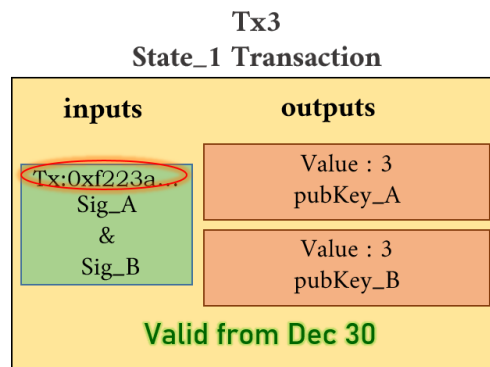 Tx3
State_1 Transaction
inputs
outputs
Tx:0xf223a...
Sig_A
&
Sig_B
Value : 3
pubKey_A
Value : 3
pubKey_B
Valid from Dec 30